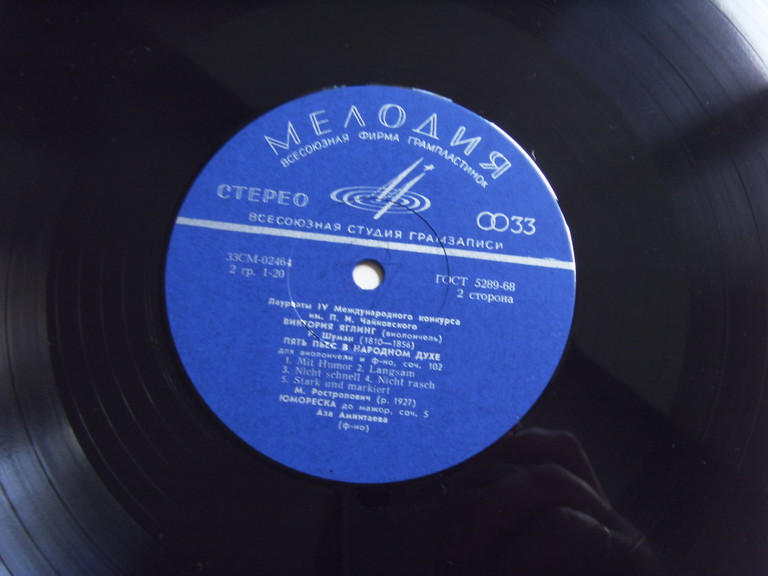 МЕЛОДИЯ
ВСЕСОЮЗНАЯ ФИРМА ГРАМПЛАСТИНОК
СТЕРЕО
33
ВСЕСОЮЗНАЯ СТУДИЯ ГРАМЗАПИСИ
33СМ-02464
2 гр. 1-20
ГОСТ 5289-68
2 сторона
Лауреаты IV Международного конкурса
им. П. И. Чайковского
ВИКТОРИЯ ЯГЛИНГ (виолончель)
Р. Шуман (1810—1856)
ПЯТЬ ПЬЕС В НАРОДНОМ ДУХЕ
для виолончели и ф-но, соч. 102
1. Mit Humor 2. Langsam
3. Nicht schnell 4. Nicht rasch
5. Stark und markiert
М. Ростропович (р. 1927)
ЮМОРЕСКА до мажор, соч. 5
Аза Аминтаева
(ф-но)